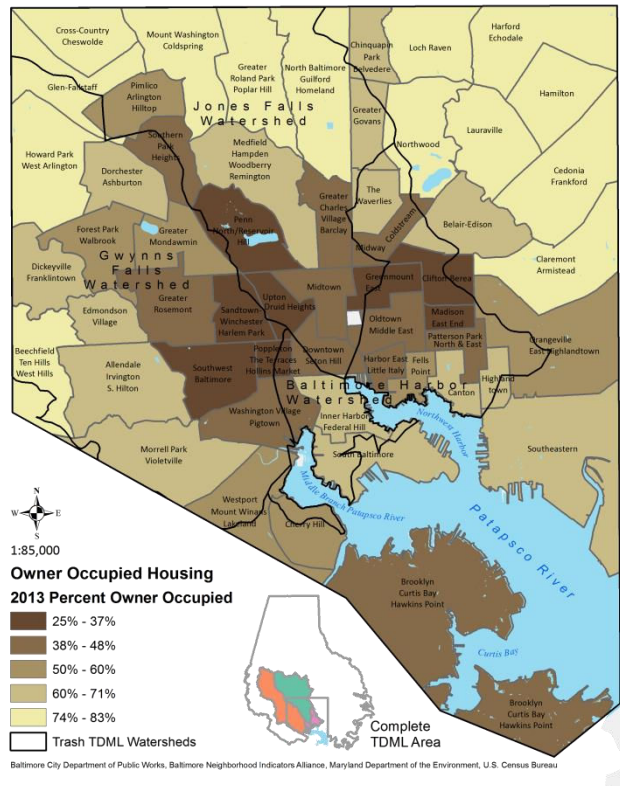 Cross-Country
Cheswolde
Mount Washington
Coldspring
Greater
Roland Park
Poplar Hill
North Baltimore
Guilford
Homeland
Chinquapin
Park
Belvedere
Loch Raven
Harford
Echodale
Glen-Fallstaff
Pimlico
Arlington
Hilltop
Jones Falls
Watershed
Greater
Govans
Hamilton
Southern
Park
Heights
Medfield
Hampden
Woodberry
Remington
Northwood
Lauraville
Howard Park
West Arlington
Dorchester
Ashburton
Cedonia
Frankford
The
Waverlies
Greater
Charles
Village
Barclay
Coldstream
Belair-Edison
Penn
North/Reservoir
Hill
Forest Park
Walbrook
Greater
Mondawmin
Midway
Gwynns
Falls
Watershed
Dickeyville
Franklintown
Claremont
Armistead
Greenmount
East
Clifton-Berea
Midtown
Upton
Druid Heights
Greater
Rosemont
Sandtown-
Winchester
Harlem Park
Edmondson
Village
Oldtown
Middle East
Madison
East End
Patterson Park
North & East
Orangeville
East Highlandtown
Beechfield
Ten Hills
West Hills
Allendale
Irvington
S. Hilton
Southwest
Baltimore
Poppleton
The Terraces
Hollins Market
Downtown
Seton Hill
Harbor East
Little Italy
Fells
Point
Highland
town
Canton
Baltimore Harbor
Watershed
Washington Village
Pigtown
Inner Harbor
Federal Hill
Northwest Harbor
Morrell Park
Violetville
South Baltimore
Southeastern
Middle Branch Patapsco River
Westport
Mount Winans
Lakeland
Cherry Hill
Patapsco River
N
W
E
S
1:85,000
Owner Occupied Housing
2013 Percent Owner Occupied
25% - 37%
38% - 48%
50% - 60%
60% - 71%
74% - 83%
Trash TDML Watersheds
Complete
TDML Area
Brooklyn
Curtis Bay
Hawkins Point
Curtis Bay
Brooklyn
Curtis Bay
Hawkins Point
Baltimore City Department of Public Works, Baltimore Neighborhood Indicators Alliance, Maryland Department of the Environment, U.S. Census Bureau